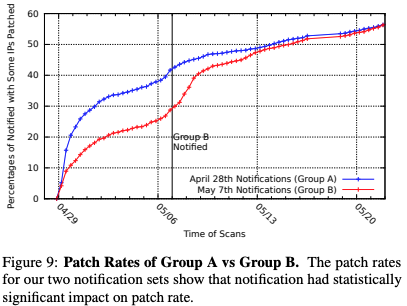 60
50
40
30
20
10
0
Percentages of Notified with Some IPs Patched
Group B
Notified
April 28th Notifications (Group A)
May 7th Notifications (Group B)
04/29
05/06
05/13
05/20
Time of Scans
Figure 9: Patch Rates of Group A vs Group B. The patch rates
for our two notification sets show that notification had statistically
significant impact on patch rate.